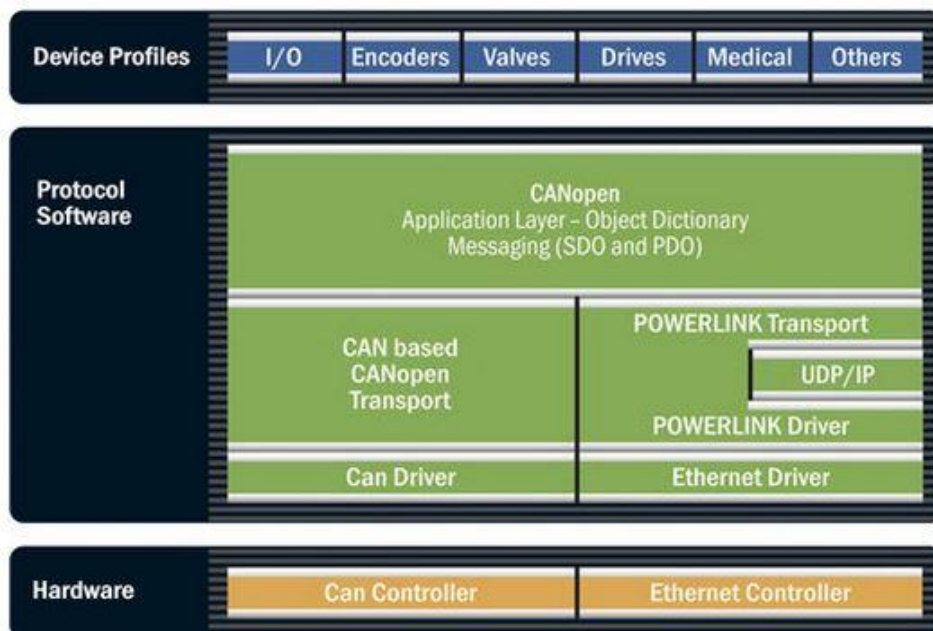 Device Profiles
I/O
Encoders
Valves
Drives
Medical
Others
Protocol
Software
CANopen
Application Layer – Object Dictionary
Messaging (SDO and PDO)
CAN based
CANopen
Transport
POWERLINK Transport
UDP/IP
POWERLINK Driver
Can Driver
Ethernet Driver
Hardware
Can Controller
Ethernet Controller